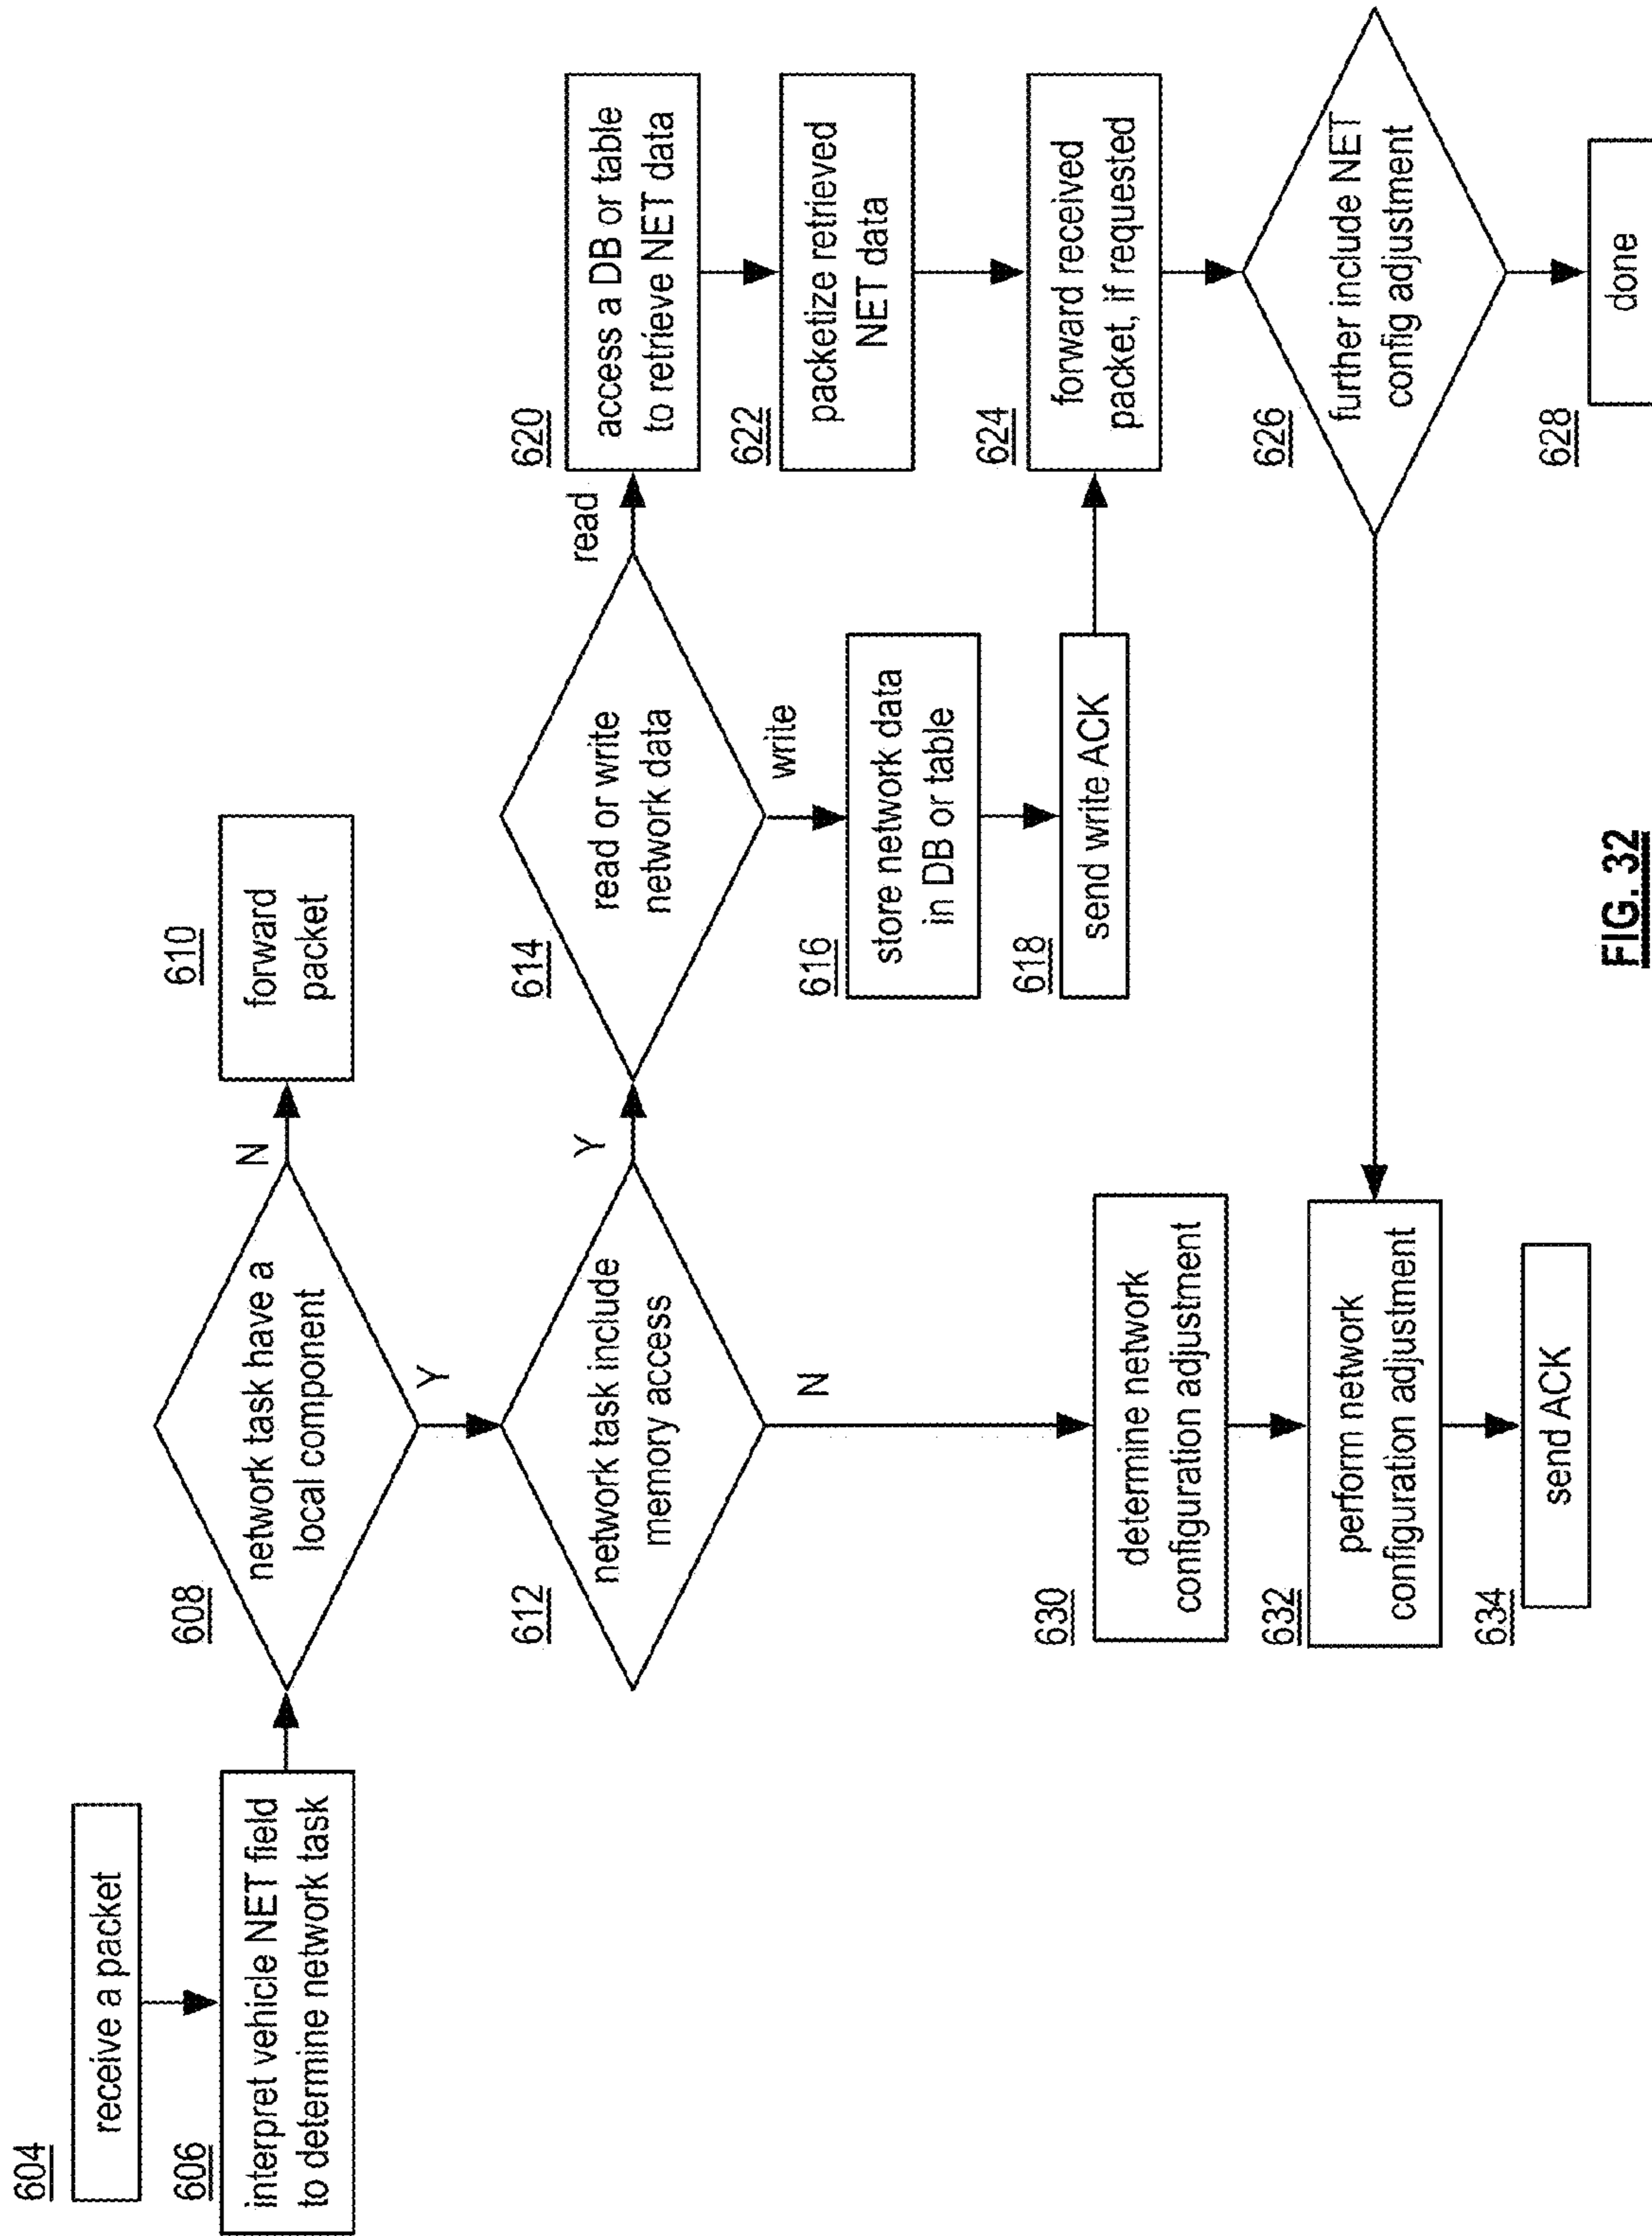 604
receive a packet
606
interpret vehicle NET field
to determine network task
608
network task have a
local component
N
610
forward
packet
Y
612
network task include
memory access
Y
614
read or write
network data
read
620
access a DB or table
to retrieve NET data
622
packetize retrieved
NET data
write
616
store network data
in DB or table
618
send write ACK
624
forward received
packet, if requested
626
further include NET
config adjustment
628
done
N
630
determine network
configuration adjustment
632
perform network
configuration adjustment
634
send ACK
FIG. 32